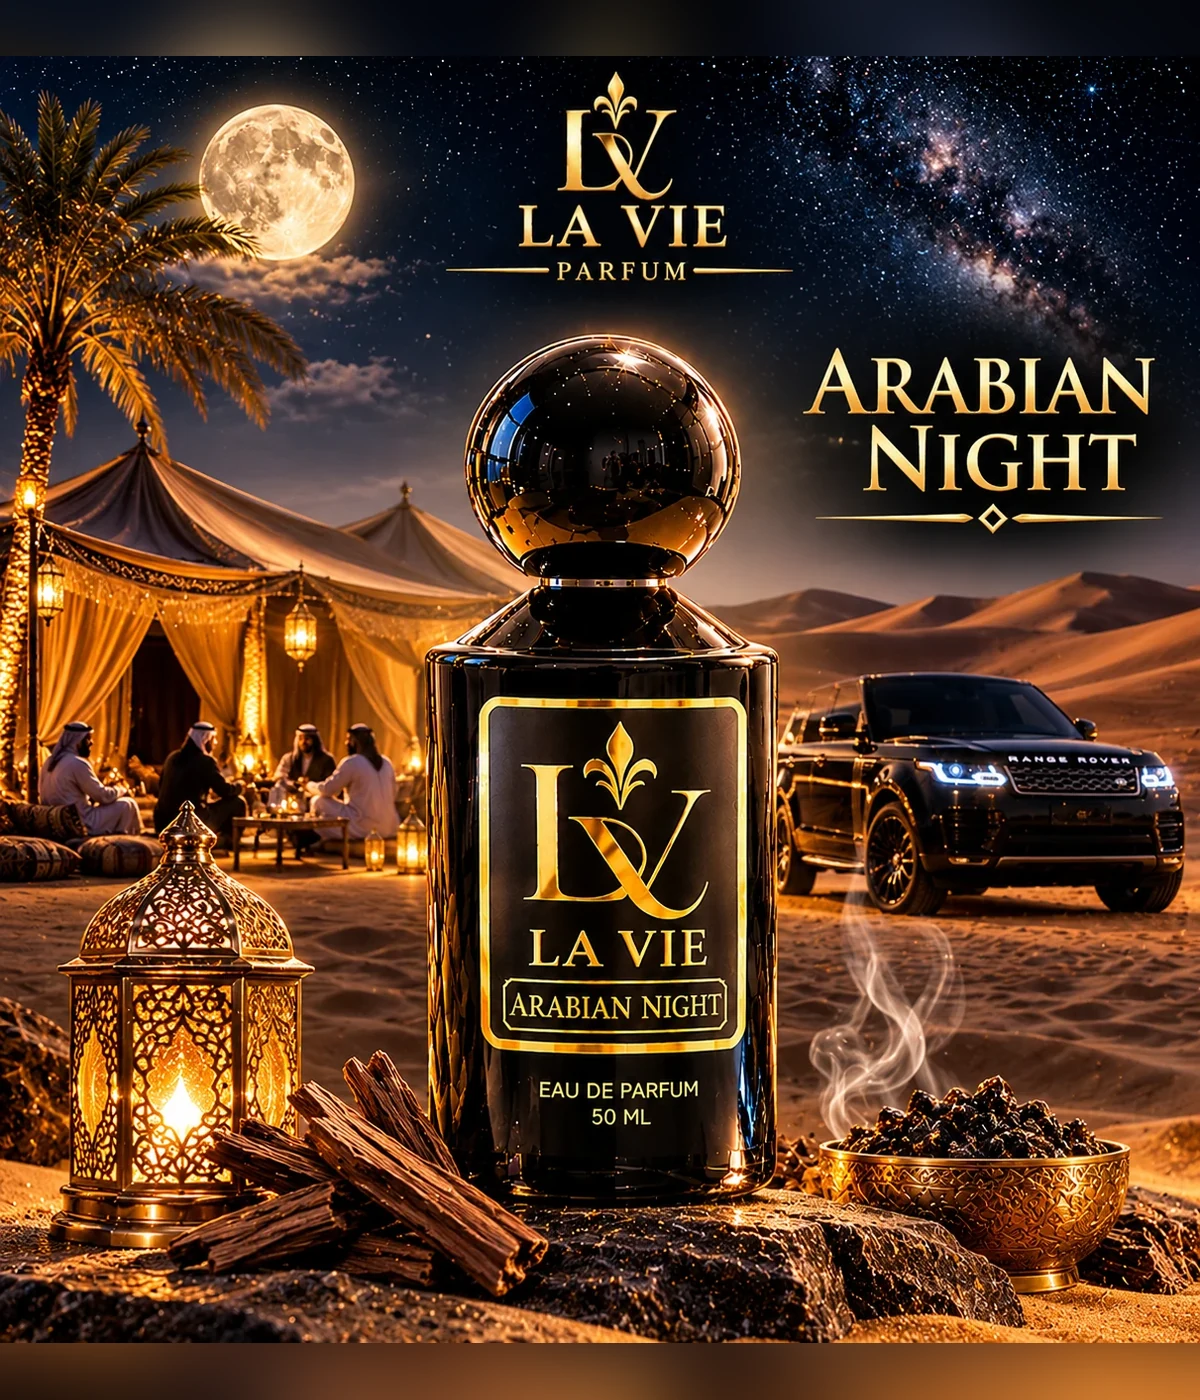 LV
LA VIE
PARFUM
ARABIAN
NIGHT
RANGE ROVER
LV
LA VIE
ARABIAN NIGHT
EAU DE PARFUM
50 ML